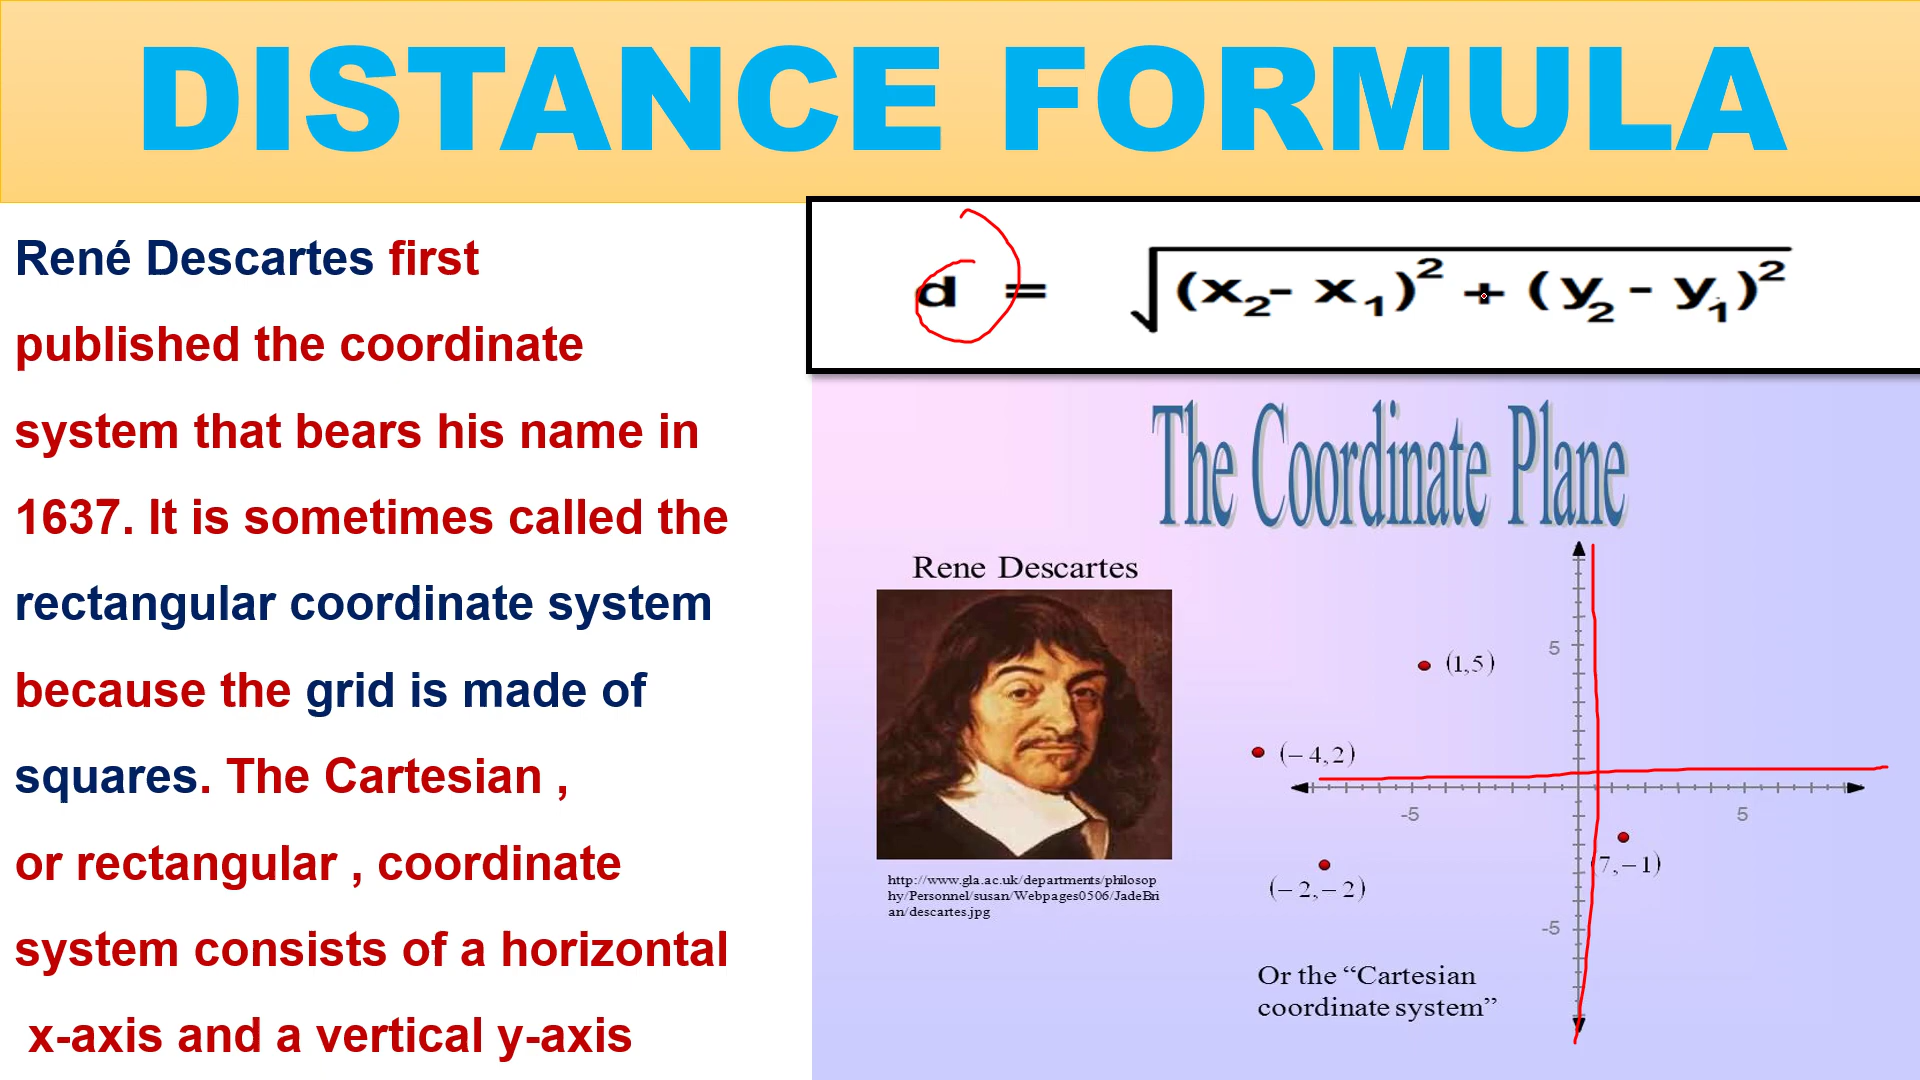 DISTANCE FORMULA
René Descartes first
published the coordinate
system that bears his name in
1637. It is sometimes called the
rectangular coordinate system
because the grid is made of
squares. The Cartesian ,
or rectangular , coordinate
system consists of a horizontal
x-axis and a vertical y-axis
d = √(x₂- x₁)² + (y₂ - y₁)²
The Coordinate Plane
Rene Descartes
http://www.gla.ac.uk/departments/philosop
hy/Personnel/susan/Webpages0506/JadeBri
an/descartes.jpg
5
(1,5)
(-4,2)
-5
5
(7,-1)
(-2,-2)
-5
Or the “Cartesian
coordinate system”